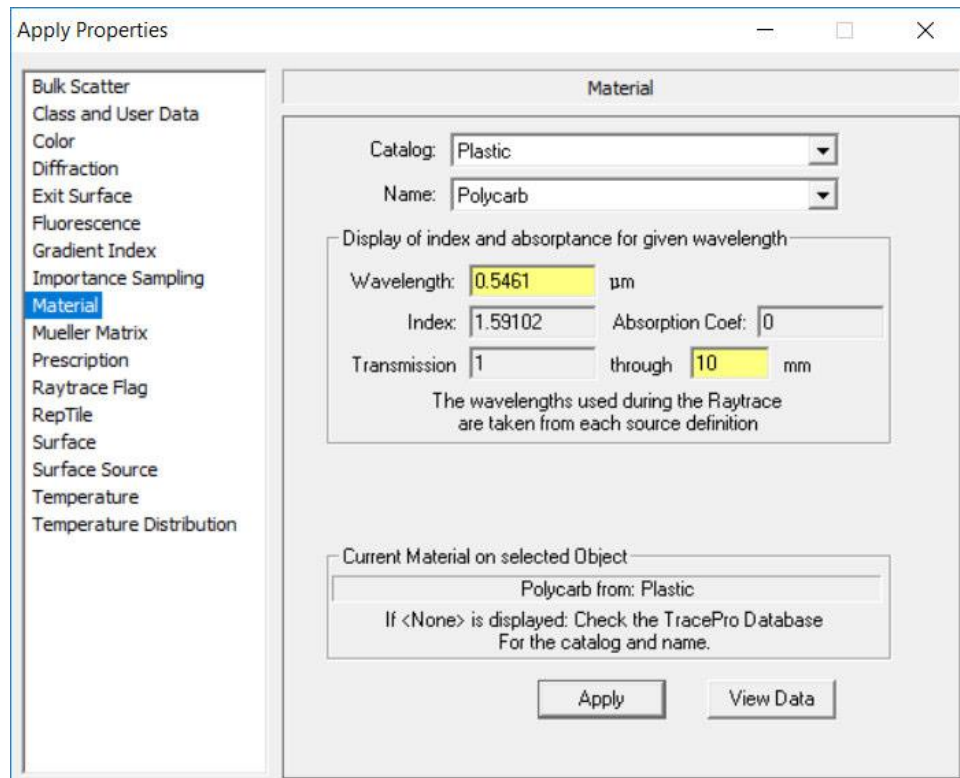 Apply Properties
Bulk Scatter
Class and User Data
Color
Diffraction
Exit Surface
Fluorescence
Gradient Index
Importance Sampling
Material
Mueller Matrix
Prescription
Raytrace Flag
RepTile
Surface
Surface Source
Temperature
Temperature Distribution
Material
Catalog: Plastic
Name: Polycarb
Display of index and absorptance for given wavelength
Wavelength: 0.5461 µm
Index: 1.59102 Absorption Coef: 0
Transmission 1 through 10 mm
The wavelengths used during the Raytrace
are taken from each source definition
Current Material on selected Object
Polycarb from: Plastic
If <None> is displayed: Check the TracePro Database
For the catalog and name.
Apply View Data